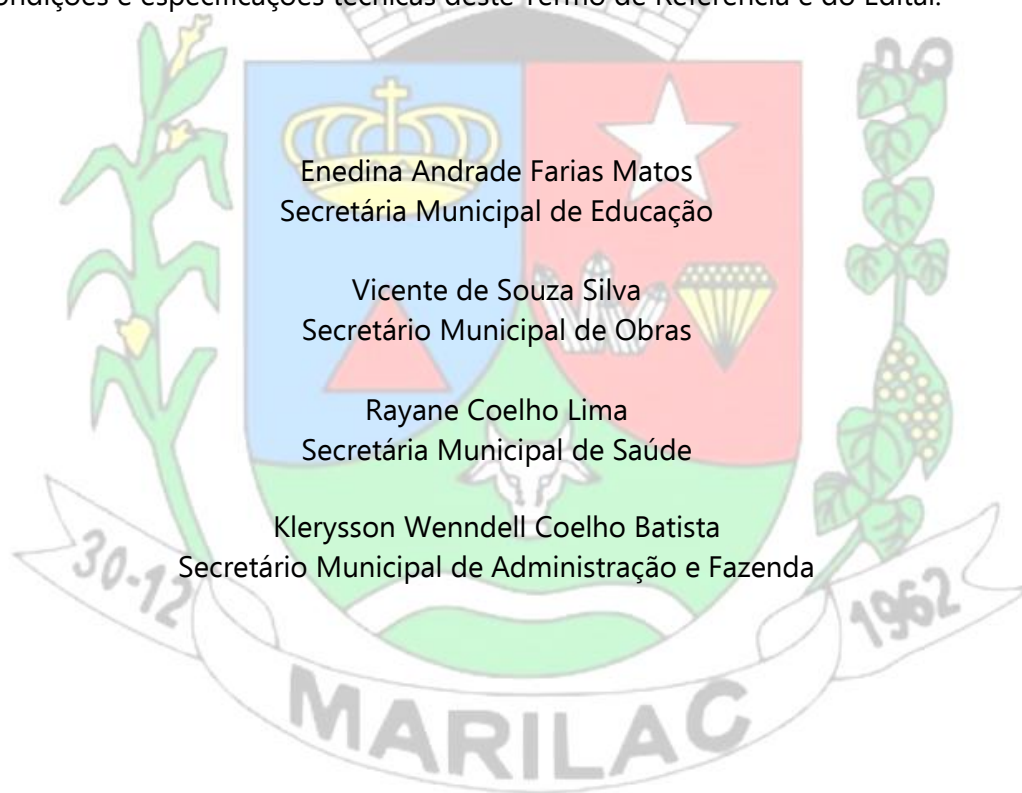 ondições e especificações técnicas deste Termo de Referência e do Edital.
Enedina Andrade Farias Matos
Secretária Municipal de Educação
Vicente de Souza Silva
Secretário Municipal de Obras
Rayane Coelho Lima
Secretária Municipal de Saúde
Klerysson Wenndell Coelho Batista
Secretário Municipal de Administração e Fazenda
30-12
1962
MARILAC